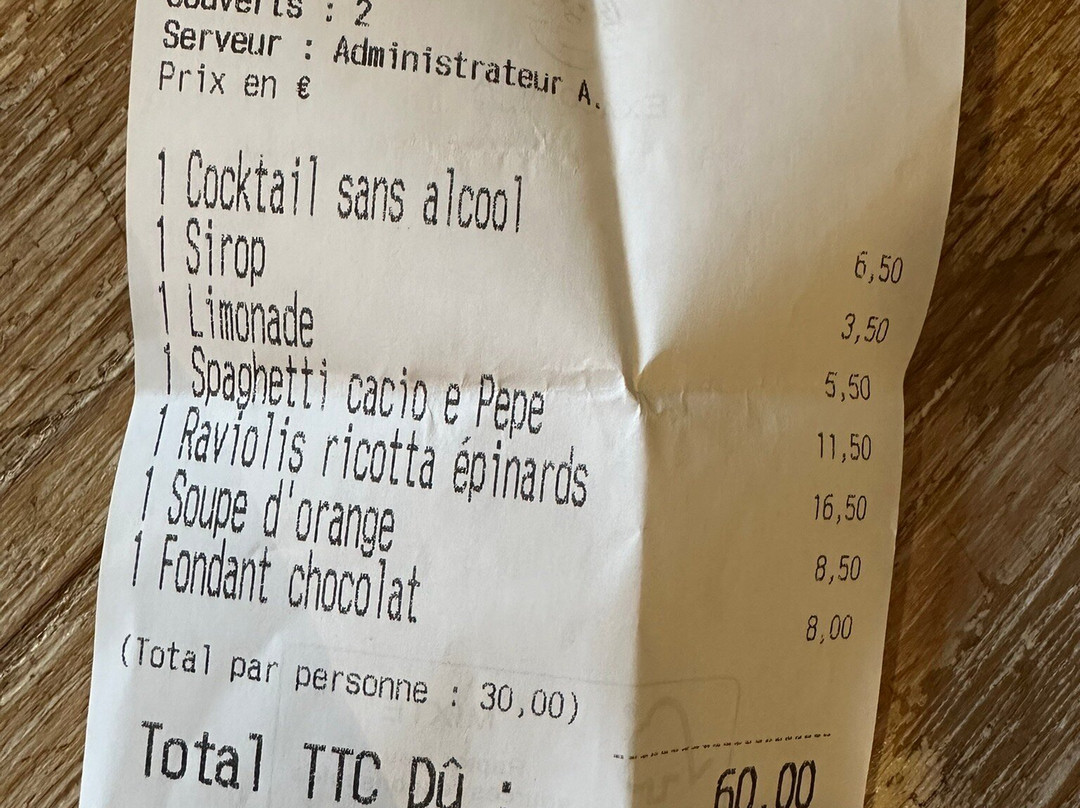 Couverts : 2
Serveur : Administrateur A.
Prix en €
1 Cocktail sans alcool 6,50
1 Sirop 3,50
1 Limonade 5,50
1 Spaghetti cacio e Pepe 11,50
1 Raviolis ricotta épinards 16,50
1 Soupe d'orange 8,50
1 Fondant chocolat 8,00
(Total par personne : 30,00)
Total TTC Dû : 60,00